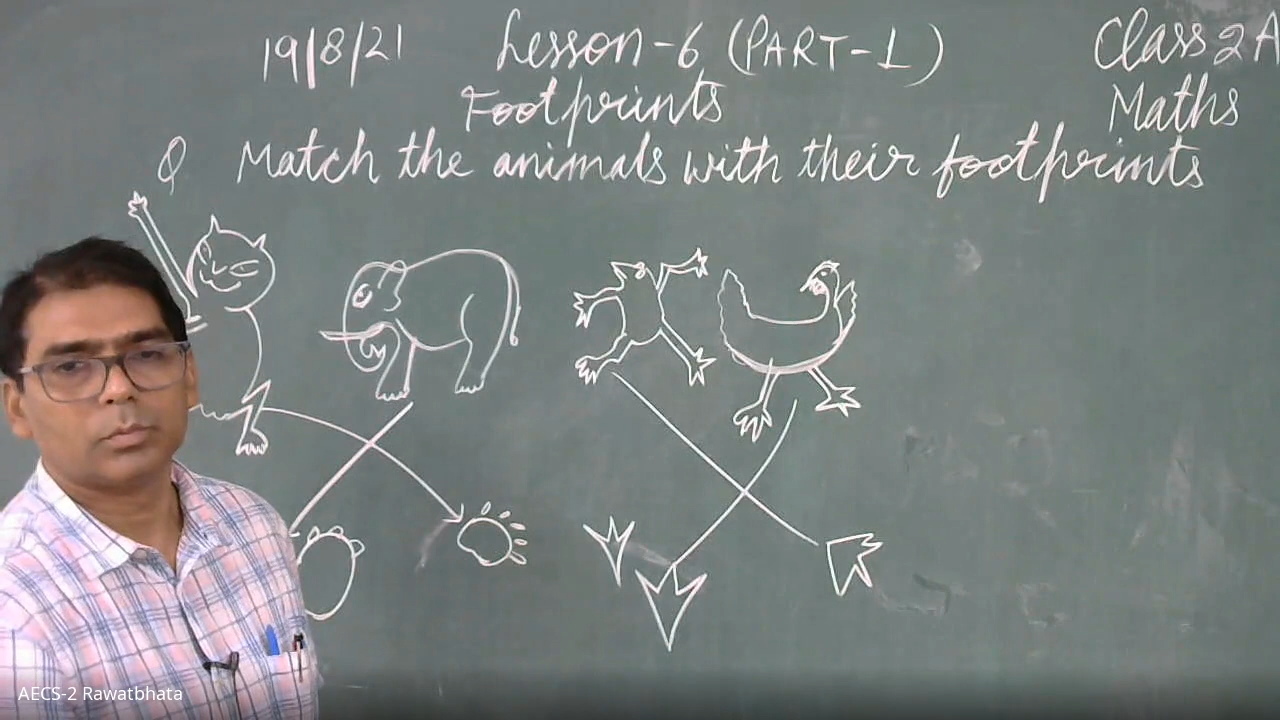 19/8/21 Lesson-6 (PART-1) Class 2 A
Footprints Maths
Q Match the animals with their footprints
AECS-2 Rawatbhata